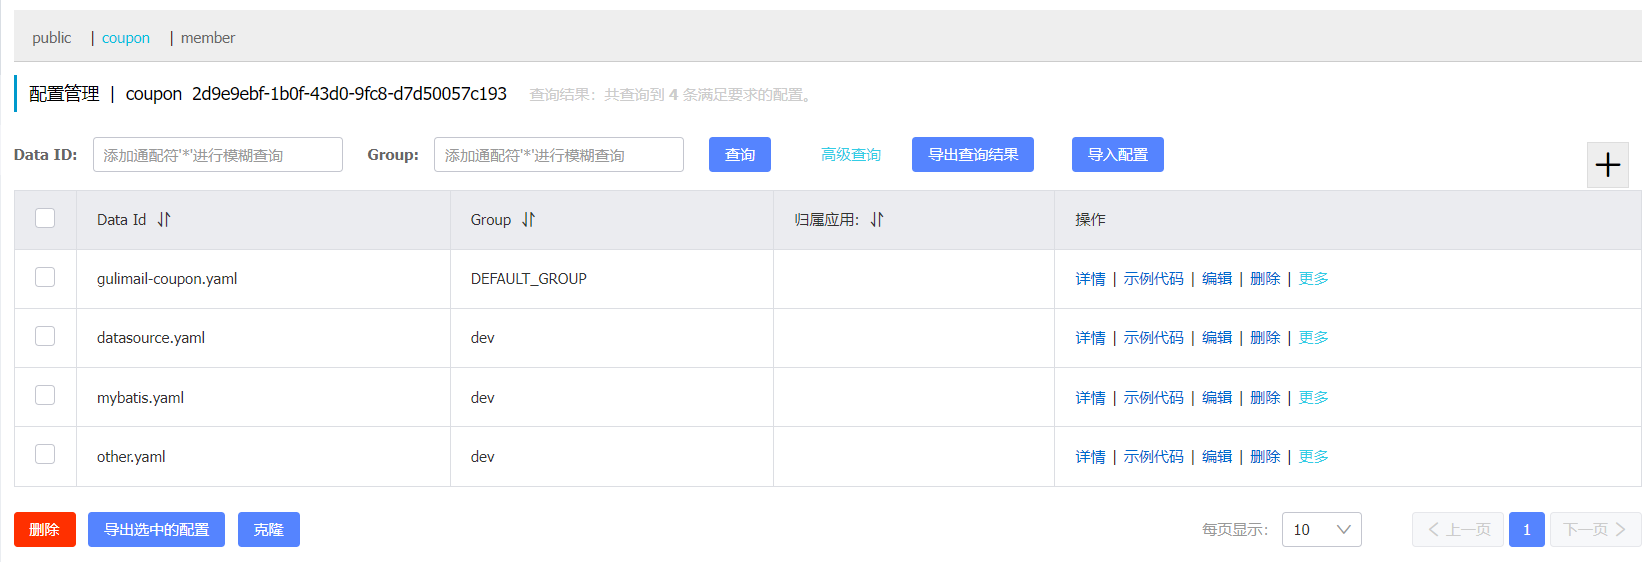 public | coupon | member
配置管理 | coupon 2d9e9ebf-1b0f-43d0-9fc8-d7d50057c193 查询结果：共查询到 4 条满足要求的配置。
Data ID: 添加通配符'*'进行模糊查询 Group: 添加通配符'*'进行模糊查询 查询 高级查询 导出查询结果 导入配置
Data Id Group 归属应用: 操作
gulimail-coupon.yaml DEFAULT_GROUP 详情 | 示例代码 | 编辑 | 删除 | 更多
datasource.yaml dev 详情 | 示例代码 | 编辑 | 删除 | 更多
mybatis.yaml dev 详情 | 示例代码 | 编辑 | 删除 | 更多
other.yaml dev 详情 | 示例代码 | 编辑 | 删除 | 更多
删除 导出选中的配置 克隆 每页显示: 10 上一页 1 下一页